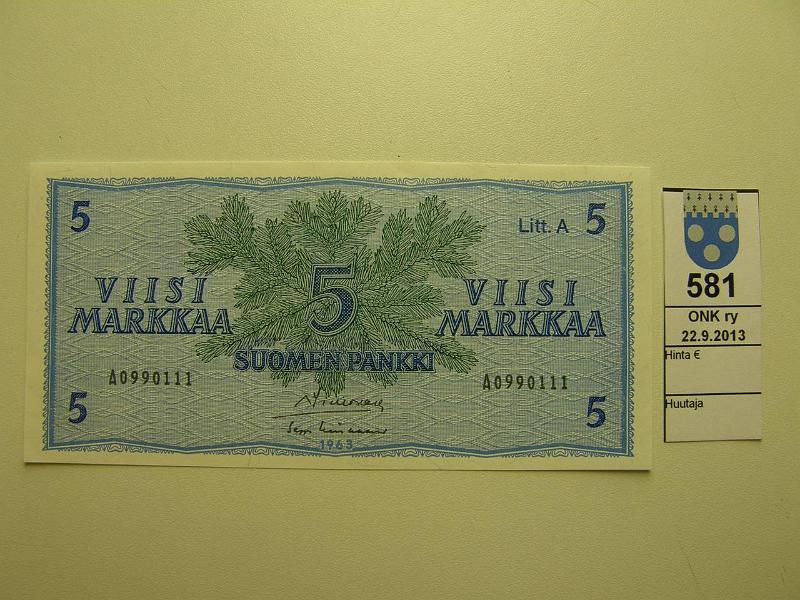 5
Litt. A 5
VIISI MARKKAA
5
VIISI MARKKAA
SUOMEN PANKKI
A0990111
A0990111
5
5
1963
581
ONK ry
22.9.2013
Hinta €
Huutaja